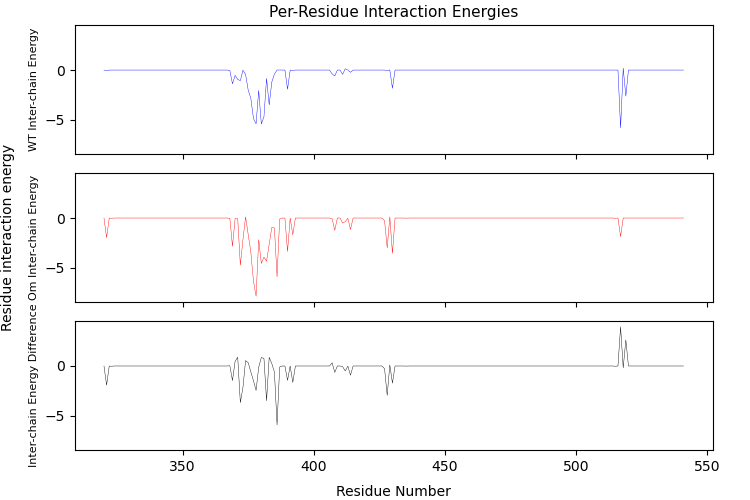 Per-Residue Interaction Energies
WT Inter-chain Energy
0
−5
Residue interaction energy
Om Inter-chain Energy
0
−5
Inter-chain Energy Difference
0
−5
350
400
450
500
550
Residue Number